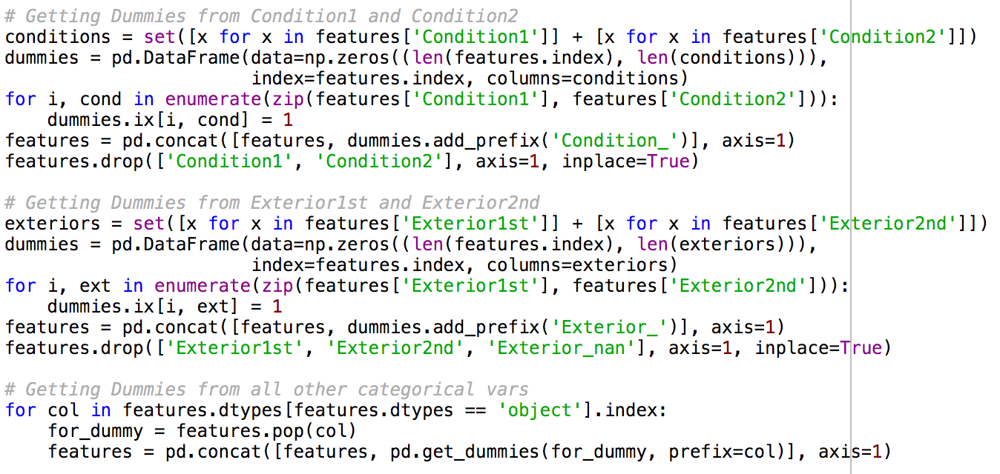 # Getting Dummies from Condition1 and Condition2
conditions = set([x for x in features['Condition1']] + [x for x in features['Condition2']])
dummies = pd.DataFrame(data=np.zeros((len(features.index), len(conditions))),
                       index=features.index, columns=conditions)
for i, cond in enumerate(zip(features['Condition1'], features['Condition2'])):
    dummies.ix[i, cond] = 1
features = pd.concat([features, dummies.add_prefix('Condition_')], axis=1)
features.drop(['Condition1', 'Condition2'], axis=1, inplace=True)

# Getting Dummies from Exterior1st and Exterior2nd
exteriors = set([x for x in features['Exterior1st']] + [x for x in features['Exterior2nd']])
dummies = pd.DataFrame(data=np.zeros((len(features.index), len(exteriors))),
                       index=features.index, columns=exteriors)
for i, ext in enumerate(zip(features['Exterior1st'], features['Exterior2nd'])):
    dummies.ix[i, ext] = 1
features = pd.concat([features, dummies.add_prefix('Exterior_')], axis=1)
features.drop(['Exterior1st', 'Exterior2nd', 'Exterior_nan'], axis=1, inplace=True)

# Getting Dummies from all other categorical vars
for col in features.dtypes[features.dtypes == 'object'].index:
    for_dummy = features.pop(col)
    features = pd.concat([features, pd.get_dummies(for_dummy, prefix=col)], axis=1)